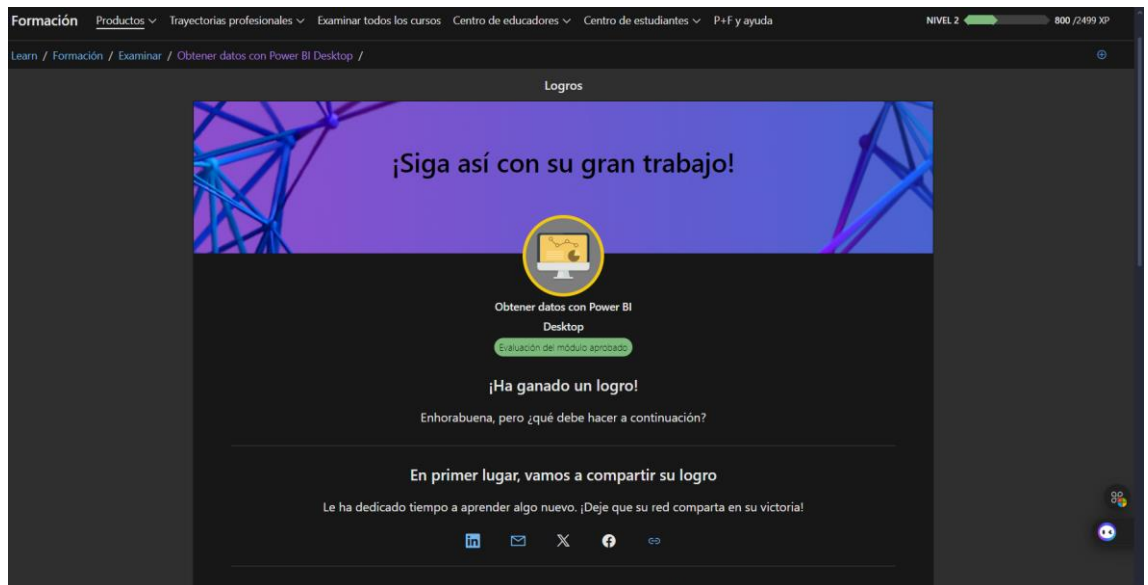 Formación Productos Trayectorias profesionales Examinar todos los cursos Centro de educadores Centro de estudiantes P+F y ayuda NIVEL 2 800 /2499 XP
Learn / Formación / Examinar / Obtener datos con Power BI Desktop /
Logros
¡Siga así con su gran trabajo!
Obtener datos con Power BI
Desktop
Evaluación del módulo aprobado
¡Ha ganado un logro!
Enhorabuena, pero ¿qué debe hacer a continuación?
En primer lugar, vamos a compartir su logro
Le ha dedicado tiempo a aprender algo nuevo. ¡Deje que su red comparta en su victoria!